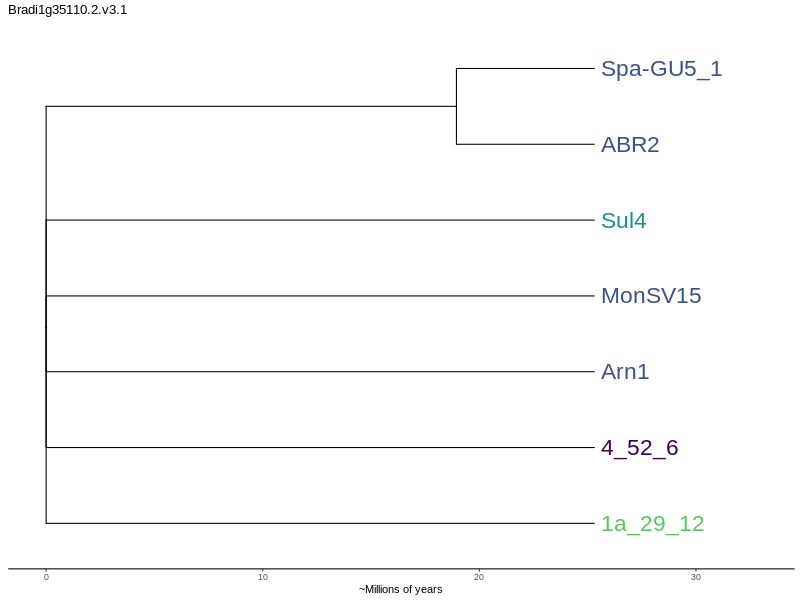 Bradi1g35110.2.v3.1
Spa-GU5_1
ABR2
Sul4
MonSV15
Arn1
4_52_6
1a_29_12
0 10 20 30
~Millions of years